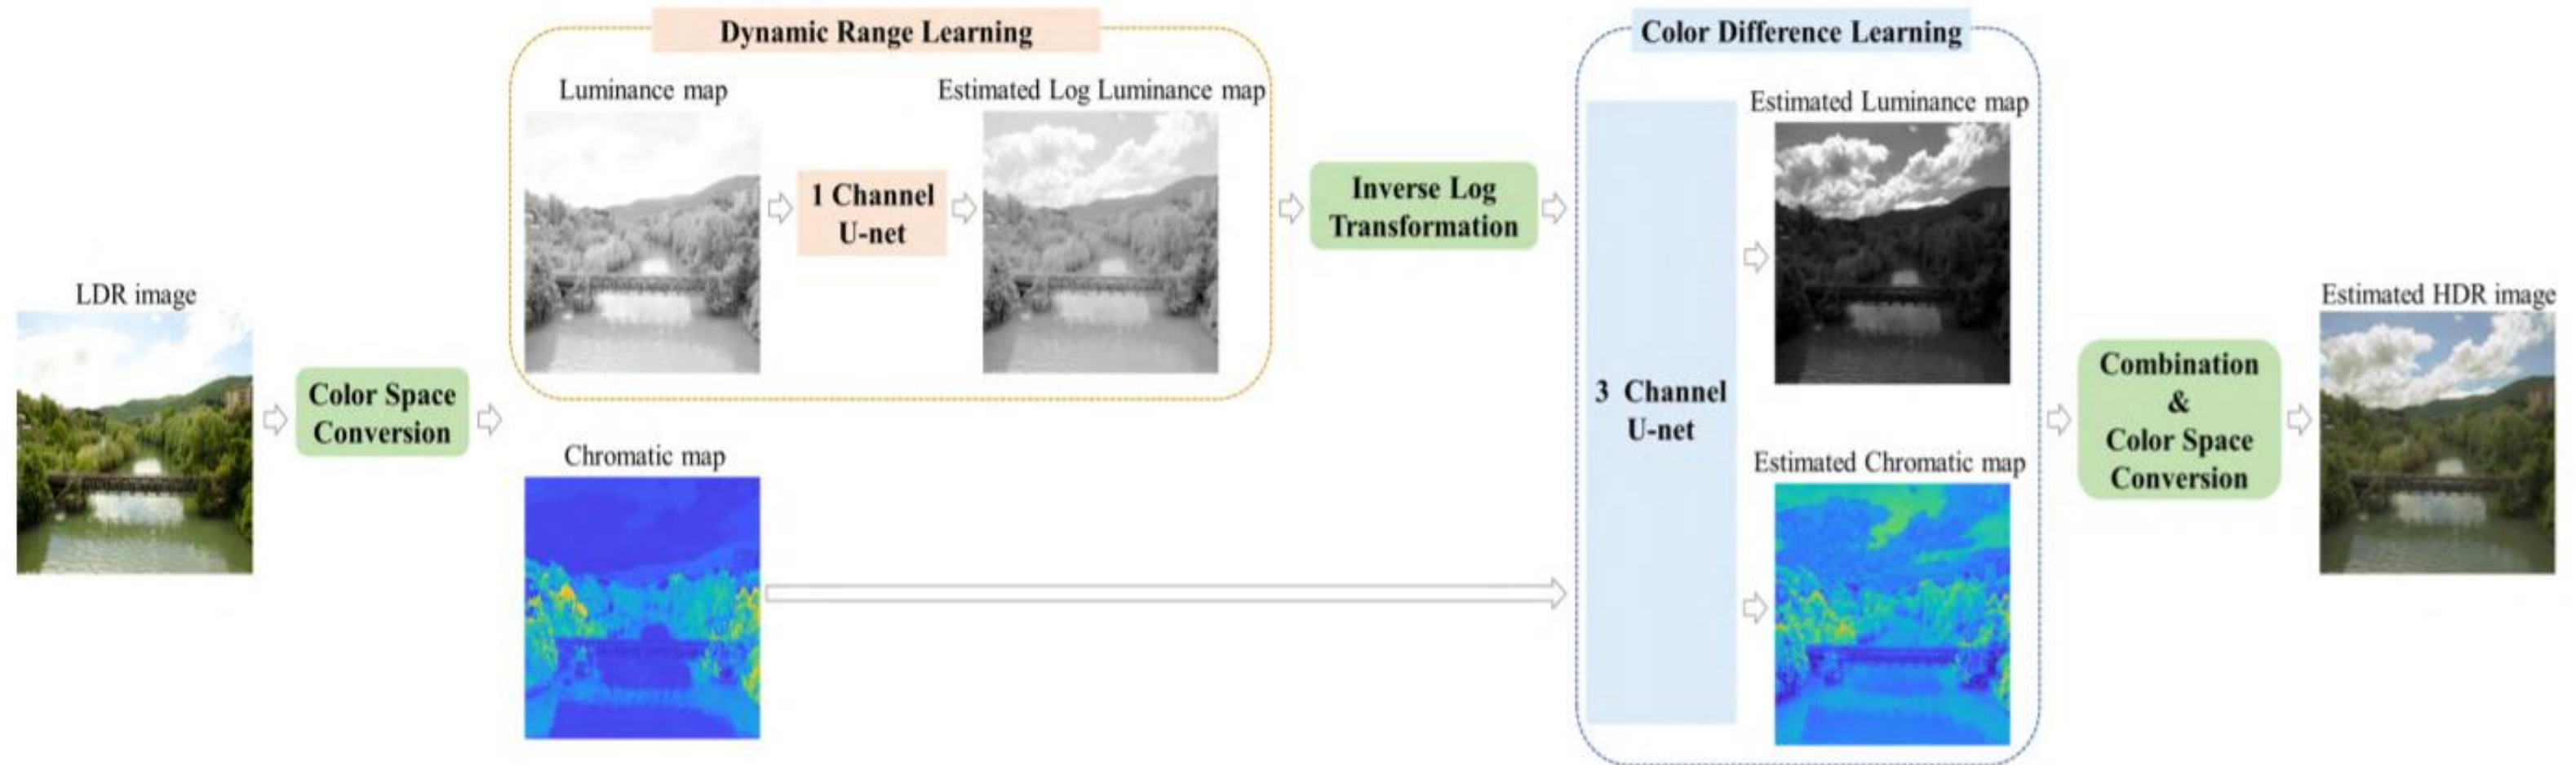 LDR image
Color Space
Conversion
Dynamic Range Learning
Luminance map
1 Channel
U-net
Estimated Log Luminance map
Chromatic map
Inverse Log
Transformation
Color Difference Learning
3 Channel
U-net
Estimated Luminance map
Estimated Chromatic map
Combination
&
Color Space
Conversion
Estimated HDR image